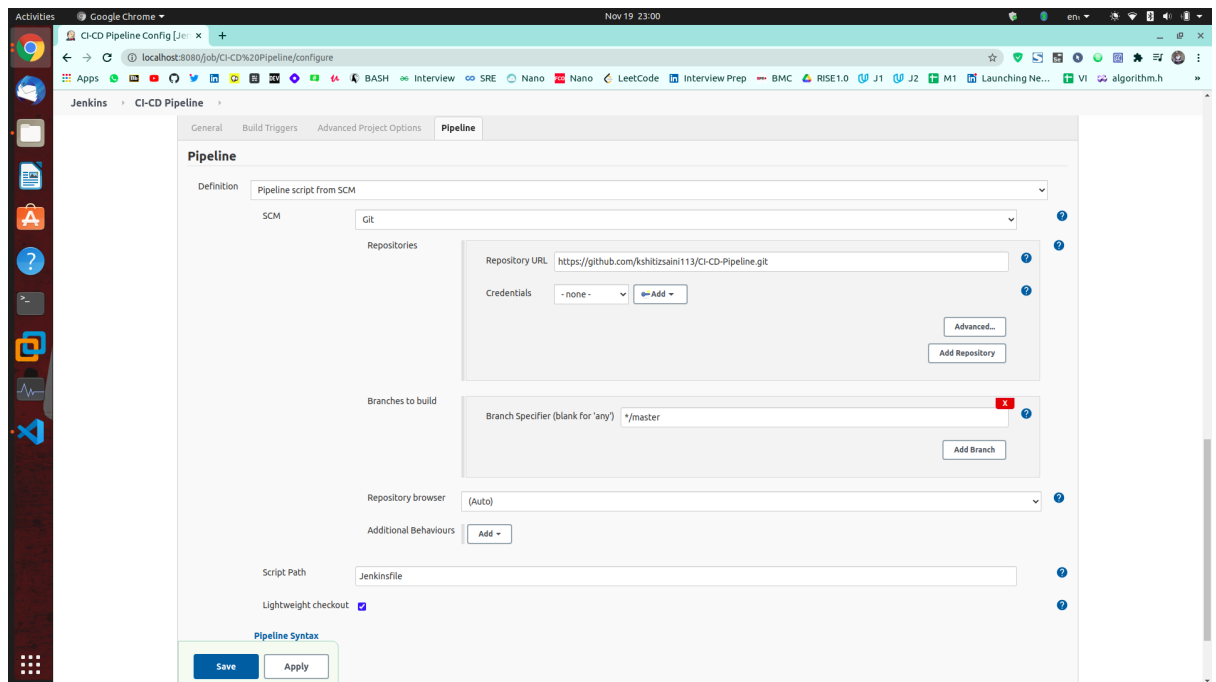 Activities Google Chrome Nov 19 23:00 en₁
CI-CD Pipeline Config [Jen × +
localhost:8080/job/CI-CD%20Pipeline/configure
Apps DEV BASH Interview SRE Nano Nano LeetCode Interview Prep BMC RISE1.0 J1 J2 M1 Launching Ne... VI algorithm.h »
Jenkins CI-CD Pipeline
General Build Triggers Advanced Project Options Pipeline
Pipeline
Definition Pipeline script from SCM
SCM Git
Repositories
Repository URL https://github.com/kshitizsaini113/CI-CD-Pipeline.git
Credentials - none - Add
Advanced...
Add Repository
Branches to build
X
Branch Specifier (blank for 'any') */master
Add Branch
Repository browser (Auto)
Additional Behaviours Add
Script Path Jenkinsfile
Lightweight checkout
Pipeline Syntax
Save Apply